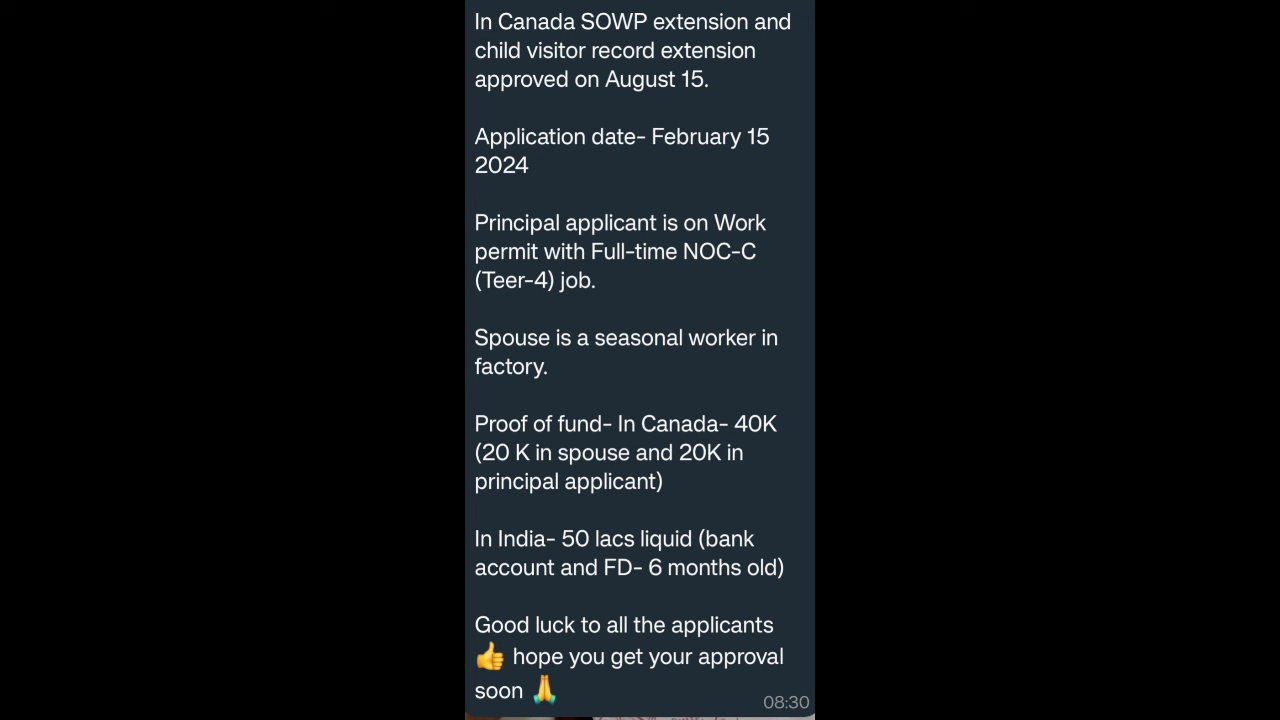 In Canada SOWP extension and
child visitor record extension
approved on August 15.
Application date- February 15
2024
Principal applicant is on Work
permit with Full-time NOC-C
(Teer-4) job.
Spouse is a seasonal worker in
factory.
Proof of fund- In Canada- 40K
(20 K in spouse and 20K in
principal applicant)
In India- 50 lacs liquid (bank
account and FD- 6 months old)
Good luck to all the applicants
👍 hope you get your approval
soon 🙏
08:30